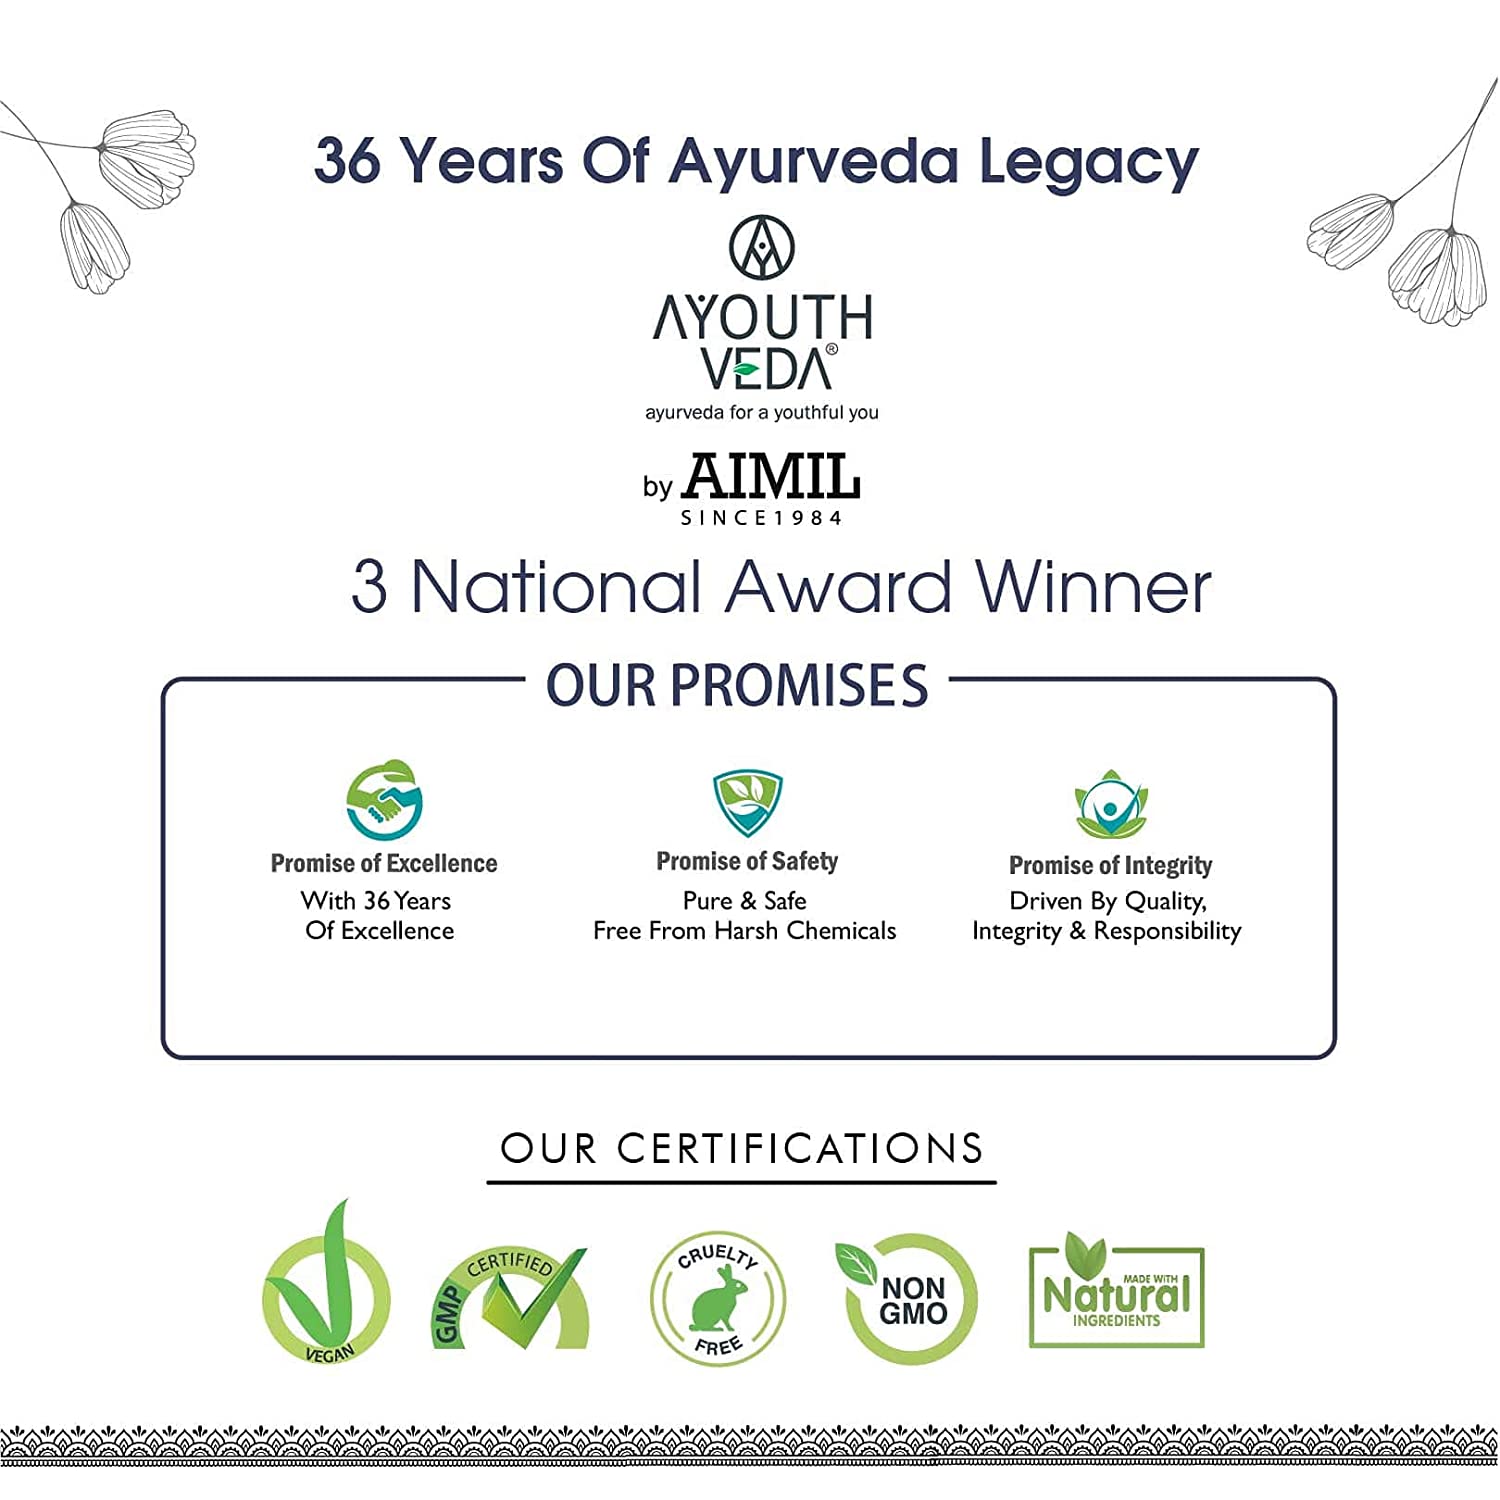 36 Years Of Ayurveda Legacy
AYOUTH
VEDA®
ayurveda for a youthful you
by AIMIL
SINCE1984
3 National Award Winner
OUR PROMISES
Promise of Excellence
With 36 Years
Of Excellence
Promise of Safety
Pure & Safe
Free From Harsh Chemicals
Promise of Integrity
Driven By Quality,
Integrity & Responsibility
OUR CERTIFICATIONS
VEGAN
GMP CERTIFIED
CRUELTY
FREE
NON
GMO
MADE WITH
Natural
INGREDIENTS